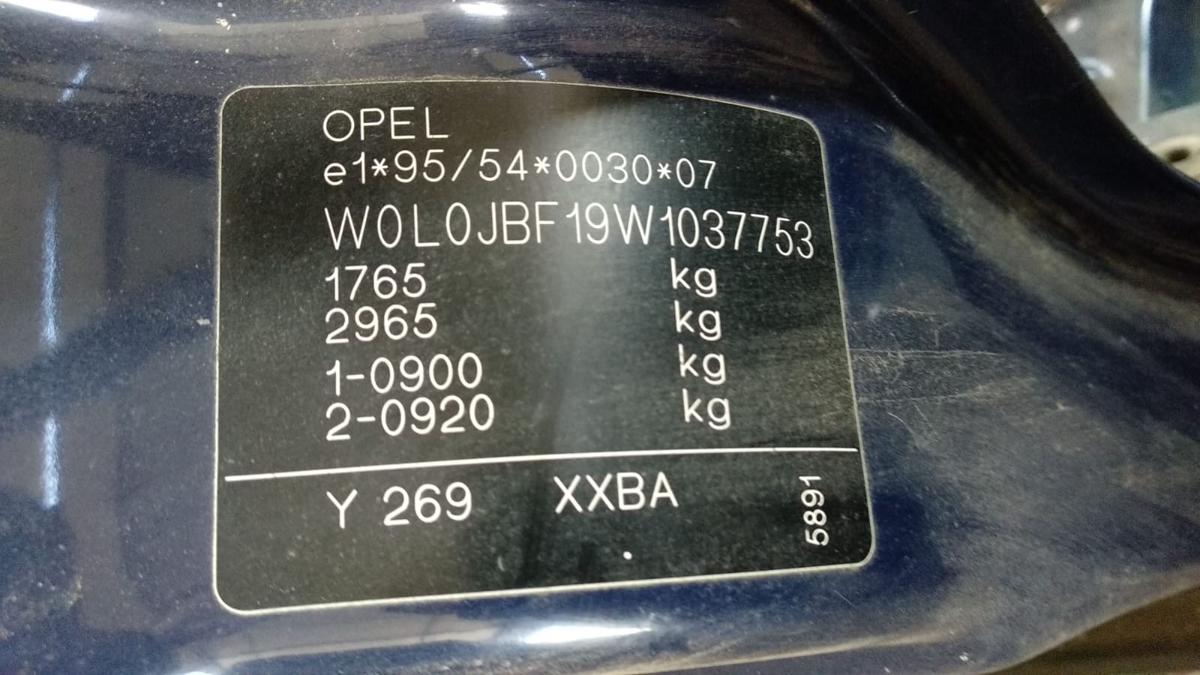 OPEL
e1*95/54*0030*07
W0L0JBF19W1037753
1765 kg
2965 kg
1-0900 kg
2-0920 kg
Y 269 XXBA
5891